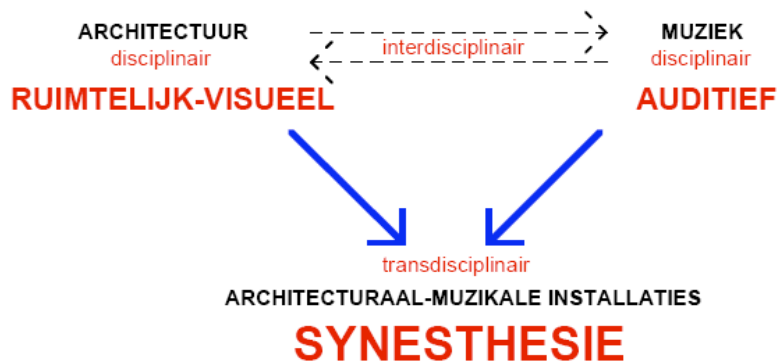 ARCHITECTUUR
disciplinair
RUIMTELIJK-VISUEEL
interdisciplinair
MUZIEK
disciplinair
AUDITIEF
transdisciplinair
ARCHITECTURAAL-MUZIKALE INSTALLATIES
SYNESTHESIE